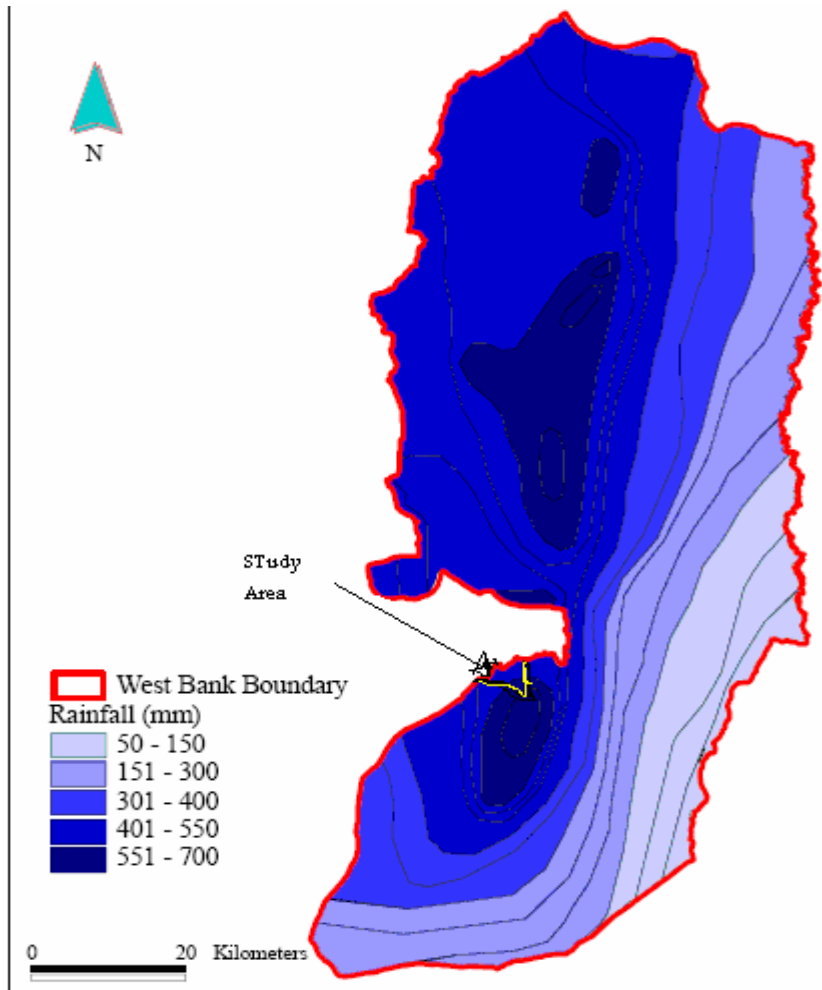 N
STudy
Area
West Bank Boundary
Rainfall (mm)
50 - 150
151 - 300
301 - 400
401 - 550
551 - 700
0 20 Kilometers